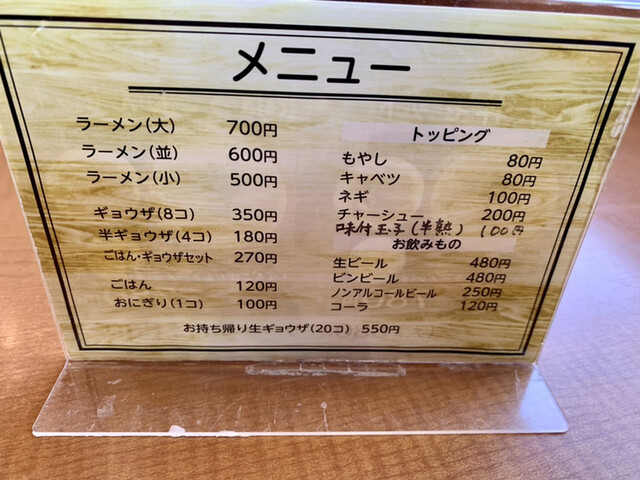 メニュー
ラーメン(大) 700円
ラーメン(並) 600円
ラーメン(小) 500円
ギョウザ(8コ) 350円
半ギョウザ(4コ) 180円
ごはん・ギョウザセット 270円
ごはん 120円
おにぎり(1コ) 100円
トッピング
もやし 80円
キャベツ 80円
ネギ 100円
チャーシュー 200円
味付玉子(半熟) 100円
お飲みもの
生ビール 480円
ビンビール 480円
ノンアルコールビール 250円
コーラ 120円
お持ち帰り生ギョウザ(20コ) 550円